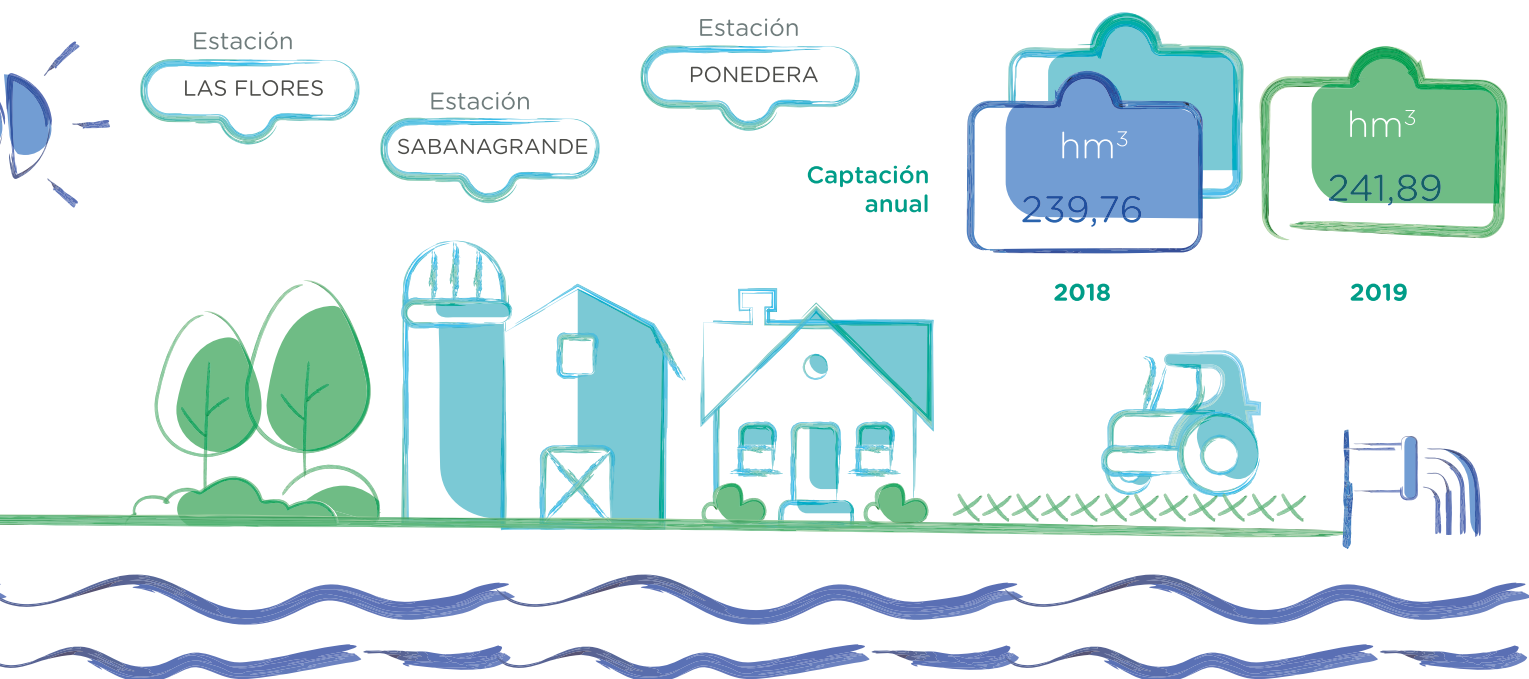 Estación
LAS FLORES
Estación
SABANAGRANDE
Estación
PONEDERA
Captación
anual
hm³
239,76
2018
hm³
241,89
2019